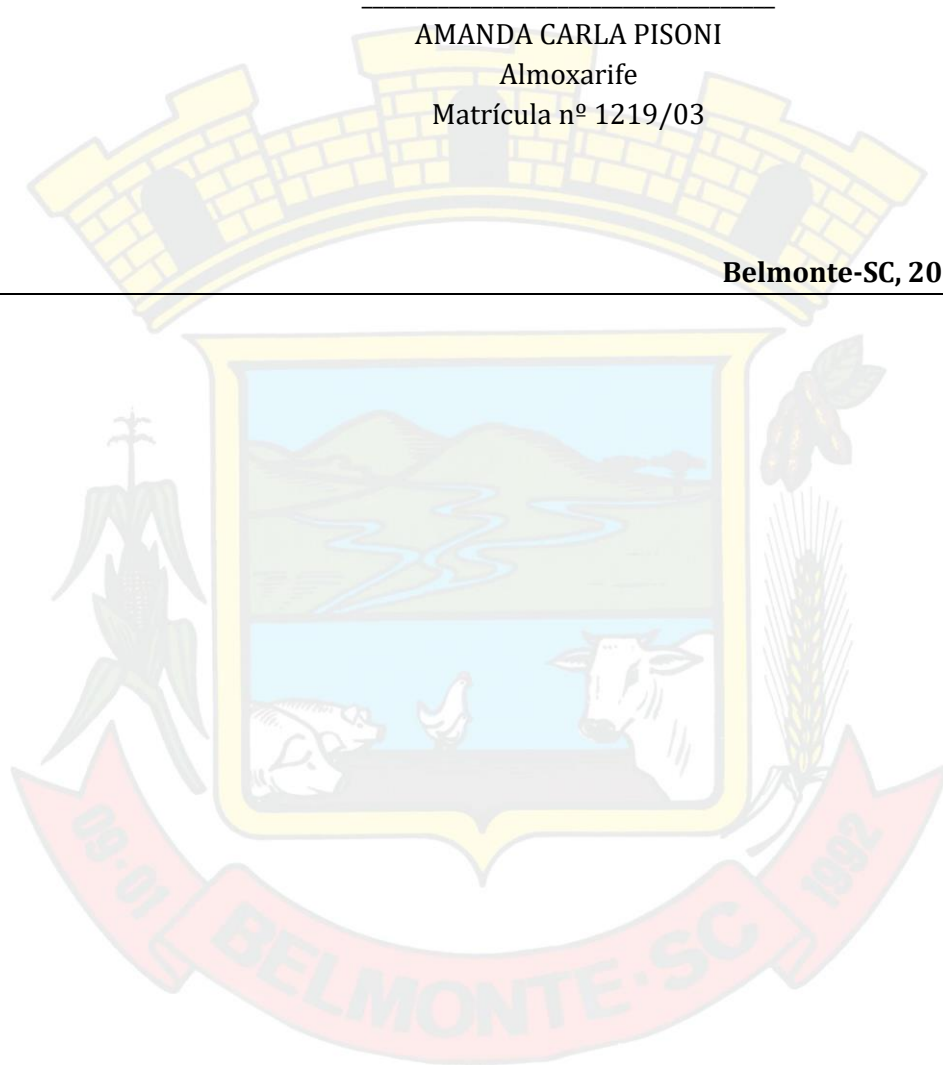 AMANDA CARLA PISONI
Almoxarife
Matrícula nº 1219/03
Belmonte-SC, 20
09-01
BELMONTE-SC
1992